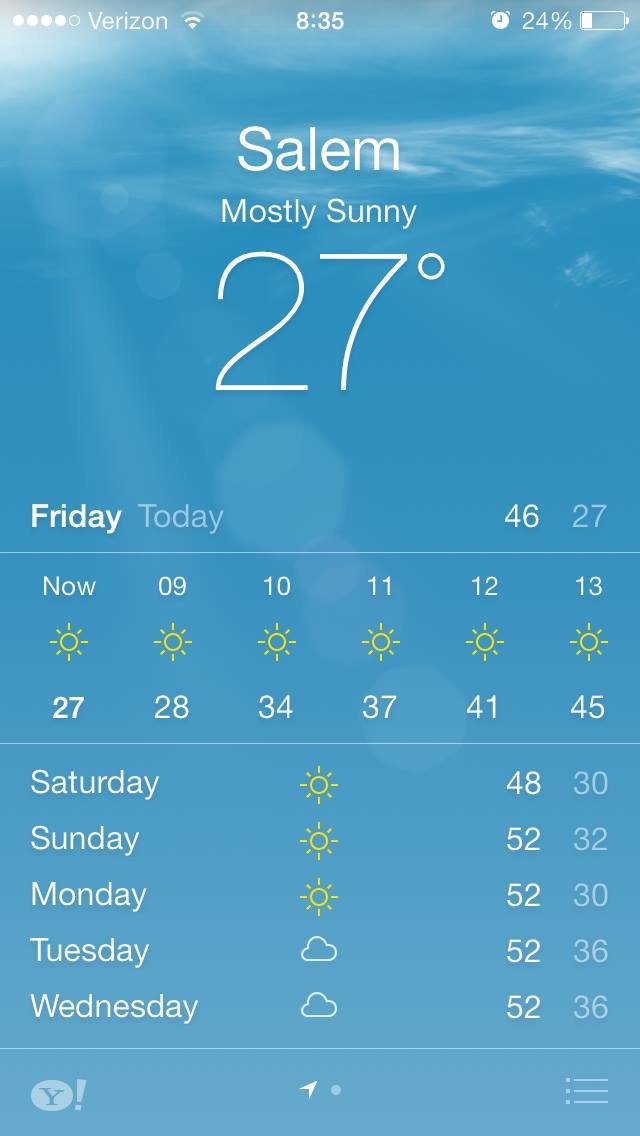 Verizon 8:35 24%
Salem
Mostly Sunny
27°
Friday Today 46 27
Now 09 10 11 12 13
27 28 34 37 41 45
Saturday 48 30
Sunday 52 32
Monday 52 30
Tuesday 52 36
Wednesday 52 36
Y!